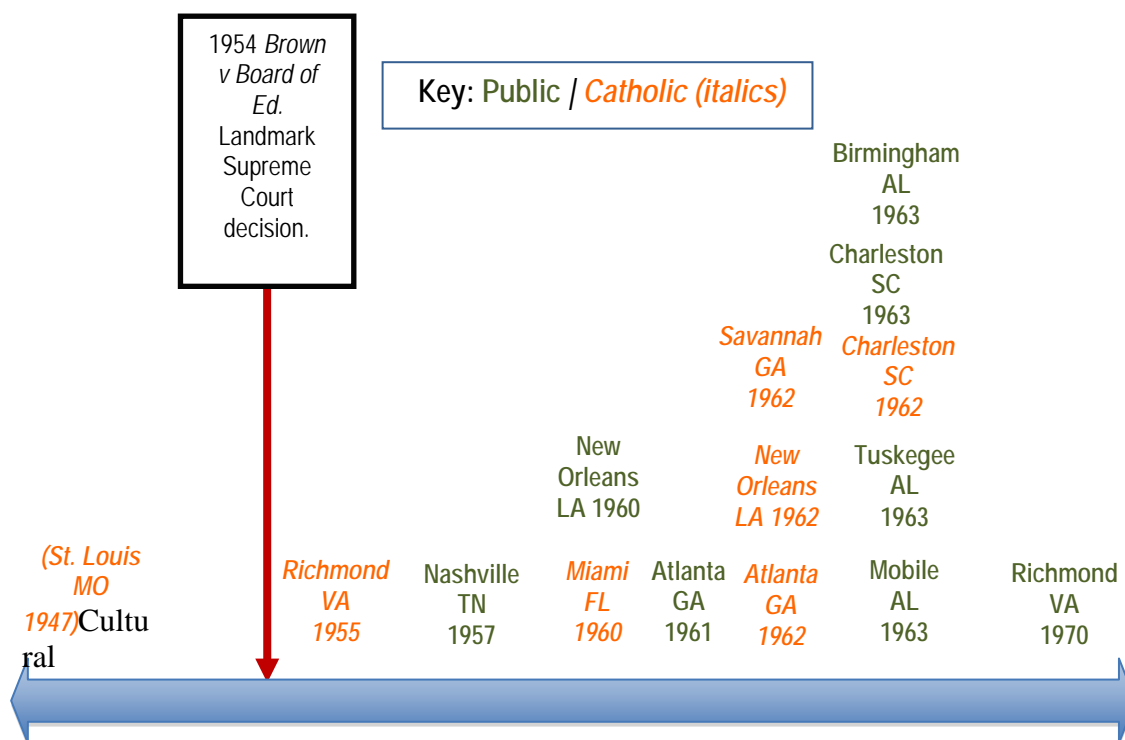 1954 Brown
v Board of
Ed.
Landmark
Supreme
Court
decision.
Key: Public / Catholic (italics)
Birmingham
AL
1963
Charleston
SC
1963
Savannah
GA
1962
Charleston
SC
1962
New
Orleans
LA 1960
New
Orleans
LA 1962
Tuskegee
AL
1963
(St. Louis
MO
1947)Cultu
ral
Richmond
VA
1955
Nashville
TN
1957
Miami
FL
1960
Atlanta
GA
1961
Atlanta
GA
1962
Mobile
AL
1963
Richmond
VA
1970